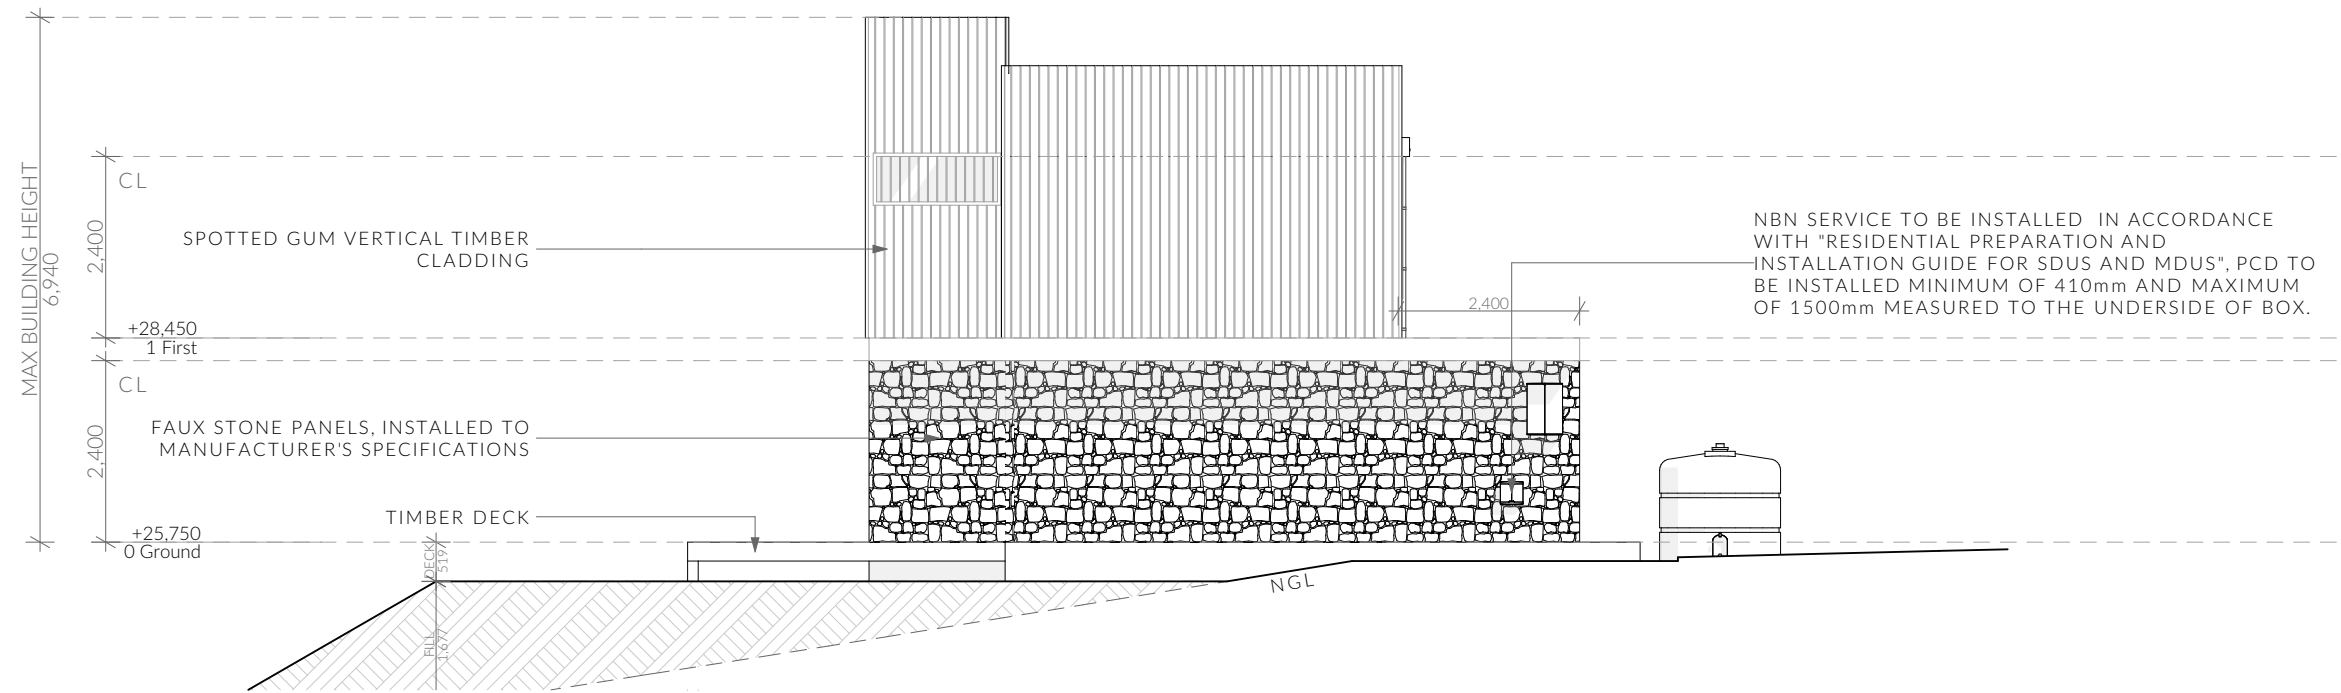 MAX BUILDING HEIGHT
6,940
CL
2,400
SPOTTED GUM VERTICAL TIMBER
CLADDING
+28,450
1 First
CL
2,400
FAUX STONE PANELS, INSTALLED TO
MANUFACTURER'S SPECIFICATIONS
TIMBER DECK
+25,750
0 Ground
DECK
519
FILL
1,677
NGL
2,400
NBN SERVICE TO BE INSTALLED IN ACCORDANCE
WITH "RESIDENTIAL PREPARATION AND
INSTALLATION GUIDE FOR SDUS AND MDUS", PCD TO
BE INSTALLED MINIMUM OF 410mm AND MAXIMUM
OF 1500mm MEASURED TO THE UNDERSIDE OF BOX.